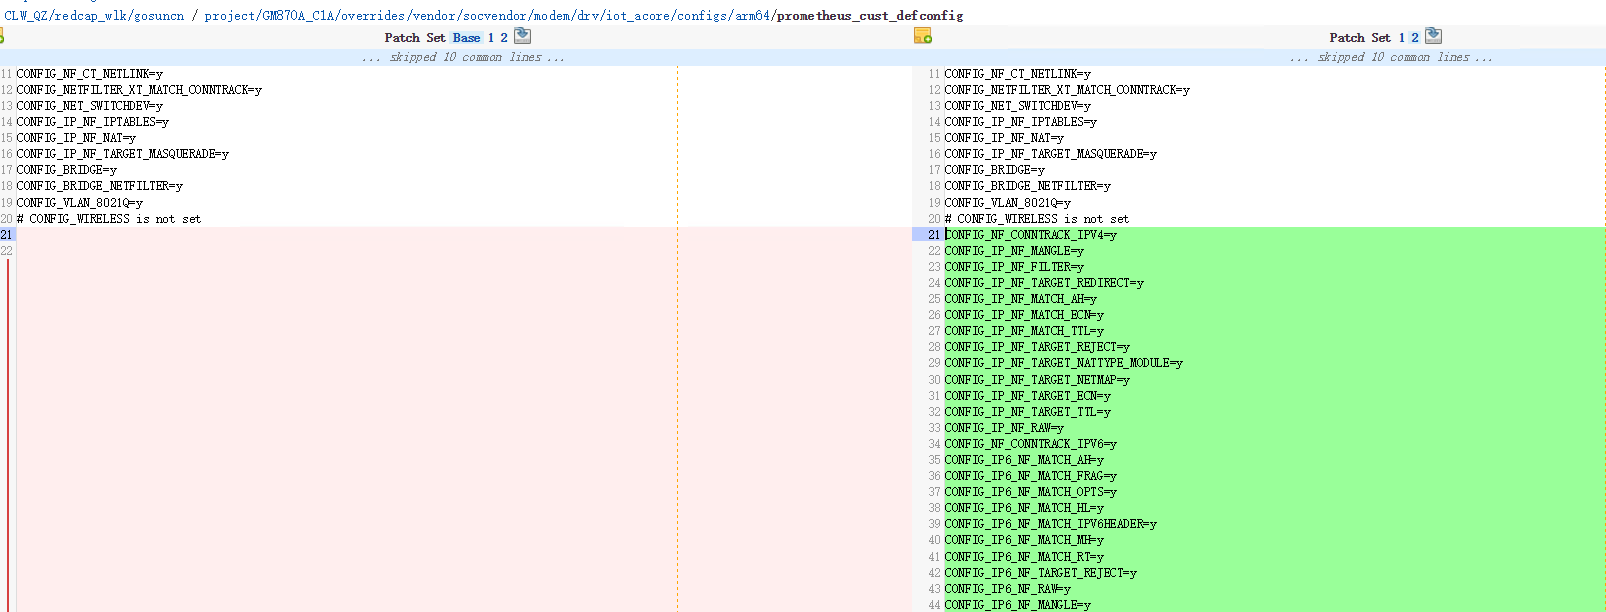 CLW_QZ/redcap_wlk/gosuncn / project/GM870A_C1A/overrides/vendor/socvendor/modem/drv/iot_acore/configs/arm64/prometheus_cust_defconfig
Patch Set Base 1 2
Patch Set 1 2
... skipped 10 common lines ...
... skipped 10 common lines ...
11 CONFIG_NF_CT_NETLINK=y
12 CONFIG_NETFILTER_XT_MATCH_CONNTRACK=y
13 CONFIG_NET_SWITCHDEV=y
14 CONFIG_IP_NF_IPTABLES=y
15 CONFIG_IP_NF_NAT=y
16 CONFIG_IP_NF_TARGET_MASQUERADE=y
17 CONFIG_BRIDGE=y
18 CONFIG_BRIDGE_NETFILTER=y
19 CONFIG_VLAN_8021Q=y
20 # CONFIG_WIRELESS is not set
21
22
11 CONFIG_NF_CT_NETLINK=y
12 CONFIG_NETFILTER_XT_MATCH_CONNTRACK=y
13 CONFIG_NET_SWITCHDEV=y
14 CONFIG_IP_NF_IPTABLES=y
15 CONFIG_IP_NF_NAT=y
16 CONFIG_IP_NF_TARGET_MASQUERADE=y
17 CONFIG_BRIDGE=y
18 CONFIG_BRIDGE_NETFILTER=y
19 CONFIG_VLAN_8021Q=y
20 # CONFIG_WIRELESS is not set
21 CONFIG_NF_CONNTRACK_IPV4=y
22 CONFIG_IP_NF_MANGLE=y
23 CONFIG_IP_NF_FILTER=y
24 CONFIG_IP_NF_TARGET_REDIRECT=y
25 CONFIG_IP_NF_MATCH_AH=y
26 CONFIG_IP_NF_MATCH_ECN=y
27 CONFIG_IP_NF_MATCH_TTL=y
28 CONFIG_IP_NF_TARGET_REJECT=y
29 CONFIG_IP_NF_TARGET_NATTYPE_MODULE=y
30 CONFIG_IP_NF_TARGET_NETMAP=y
31 CONFIG_IP_NF_TARGET_ECN=y
32 CONFIG_IP_NF_TARGET_TTL=y
33 CONFIG_IP_NF_RAW=y
34 CONFIG_NF_CONNTRACK_IPV6=y
35 CONFIG_IP6_NF_MATCH_AH=y
36 CONFIG_IP6_NF_MATCH_FRAG=y
37 CONFIG_IP6_NF_MATCH_OPTS=y
38 CONFIG_IP6_NF_MATCH_HL=y
39 CONFIG_IP6_NF_MATCH_IPV6HEADER=y
40 CONFIG_IP6_NF_MATCH_MH=y
41 CONFIG_IP6_NF_MATCH_RT=y
42 CONFIG_IP6_NF_TARGET_REJECT=y
43 CONFIG_IP6_NF_RAW=y
44 CONFIG_IP6_NF_MANGLE=y